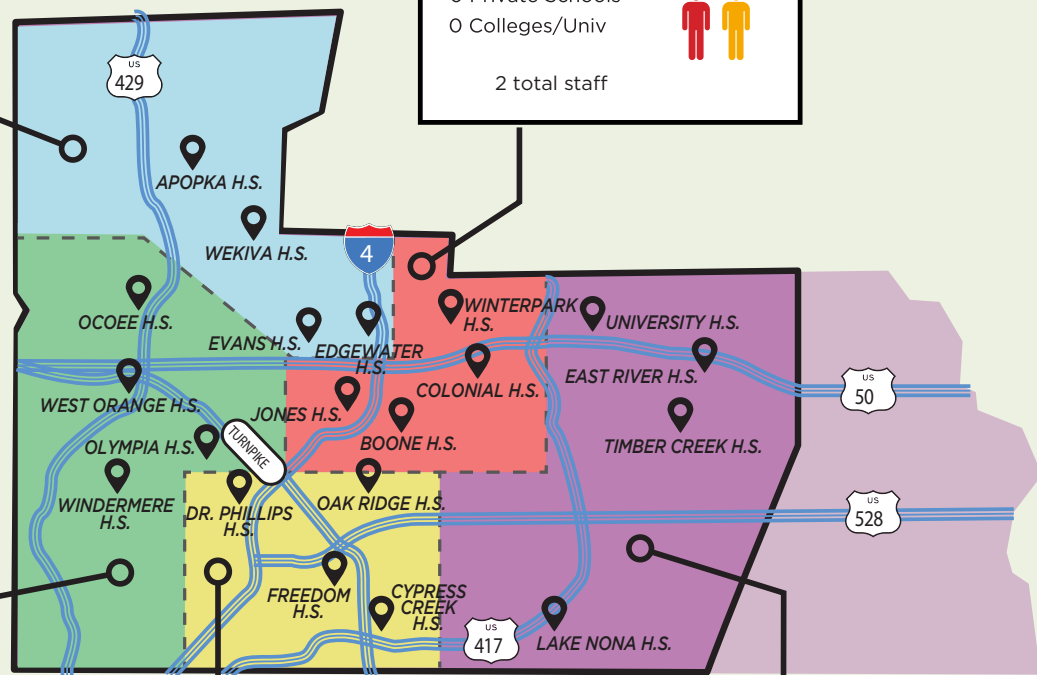 0 Colleges/Univ
2 total staff
US
429
APOPKA H.S.
WEKIVA H.S.
4
OCOEE H.S.
EVANS H.S.
EDGEWATER
H.S.
WINTERPARK
H.S.
UNIVERSITY H.S.
EAST RIVER H.S.
US
50
WEST ORANGE H.S.
JONES H.S.
COLONIAL H.S.
BOONE H.S.
TIMBER CREEK H.S.
OLYMPIA H.S.
TURNPIKE
WINDERMERE
H.S.
DR. PHILLIPS
H.S.
OAK RIDGE H.S.
US
528
FREEDOM
H.S.
CYPRESS
CREEK
H.S.
US
417
LAKE NONA H.S.